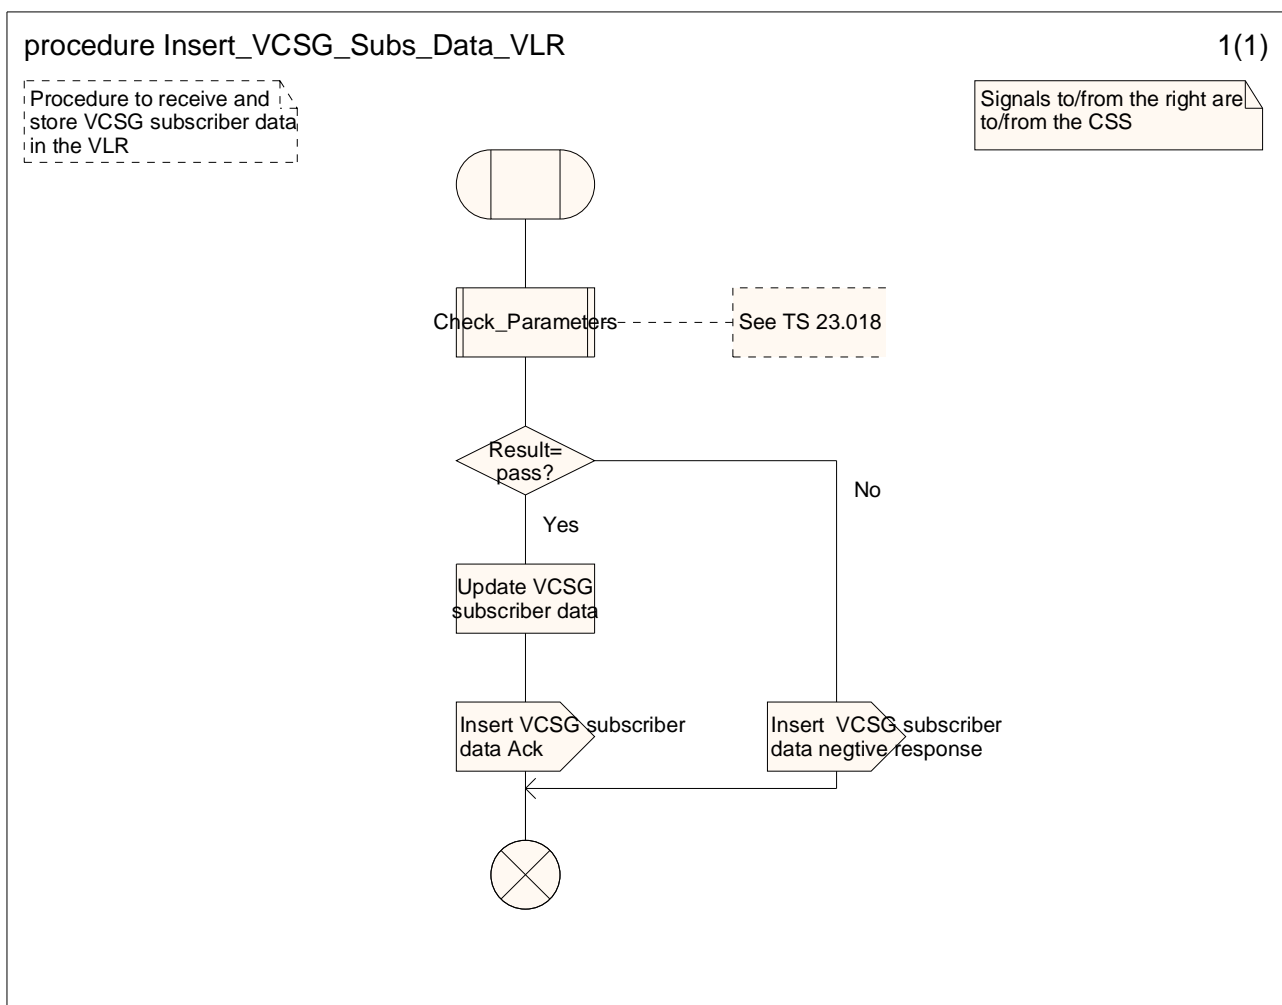 procedure Insert_VCSG_Subs_Data_VLR
1(1)
Procedure to receive and
store VCSG subscriber data
in the VLR
Signals to/from the right are
to/from the CSS
Check_Parameters
See TS 23.018
Result=
pass?
No
Yes
Update VCSG
subscriber data
Insert VCSG subscriber
data Ack
Insert  VCSG subscriber
data negtive response